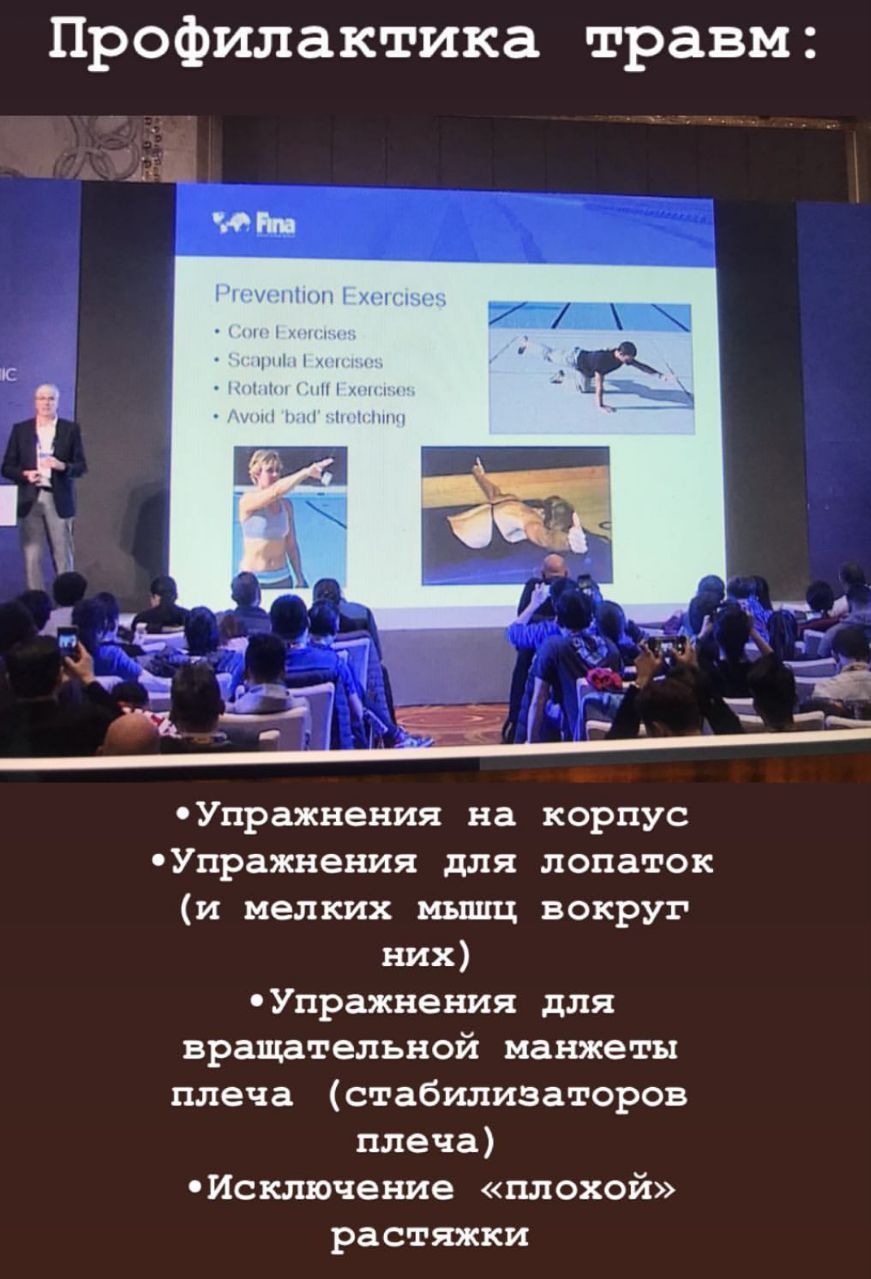 Профилактика травм:
Fina
Prevention Exercises
• Core Exercises
• Scapula Exercises
• Rotator Cuff Exercises
• Avoid 'bad' stretching
IC
•Упражнения на корпус
•Упражнения для лопаток
(и мелких мышц вокруг
них)
•Упражнения для
вращательной манжеты
плеча (стабилизаторов
плеча)
•Исключение «плохой»
растяжки